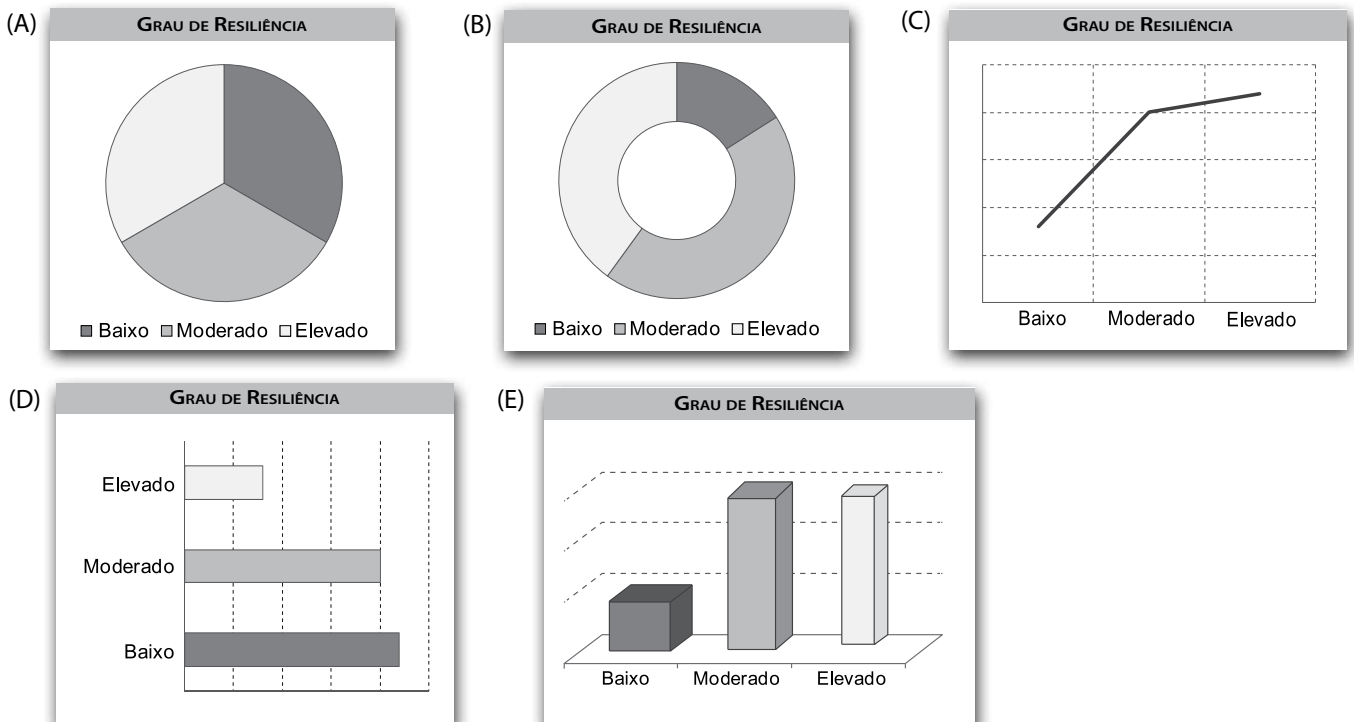 (A)
GRAU DE RESILIÊNCIA
Baixo Moderado Elevado
(B)
GRAU DE RESILIÊNCIA
Baixo Moderado Elevado
(C)
GRAU DE RESILIÊNCIA
Baixo Moderado Elevado
(D)
GRAU DE RESILIÊNCIA
Elevado
Moderado
Baixo
(E)
GRAU DE RESILIÊNCIA
Baixo Moderado Elevado